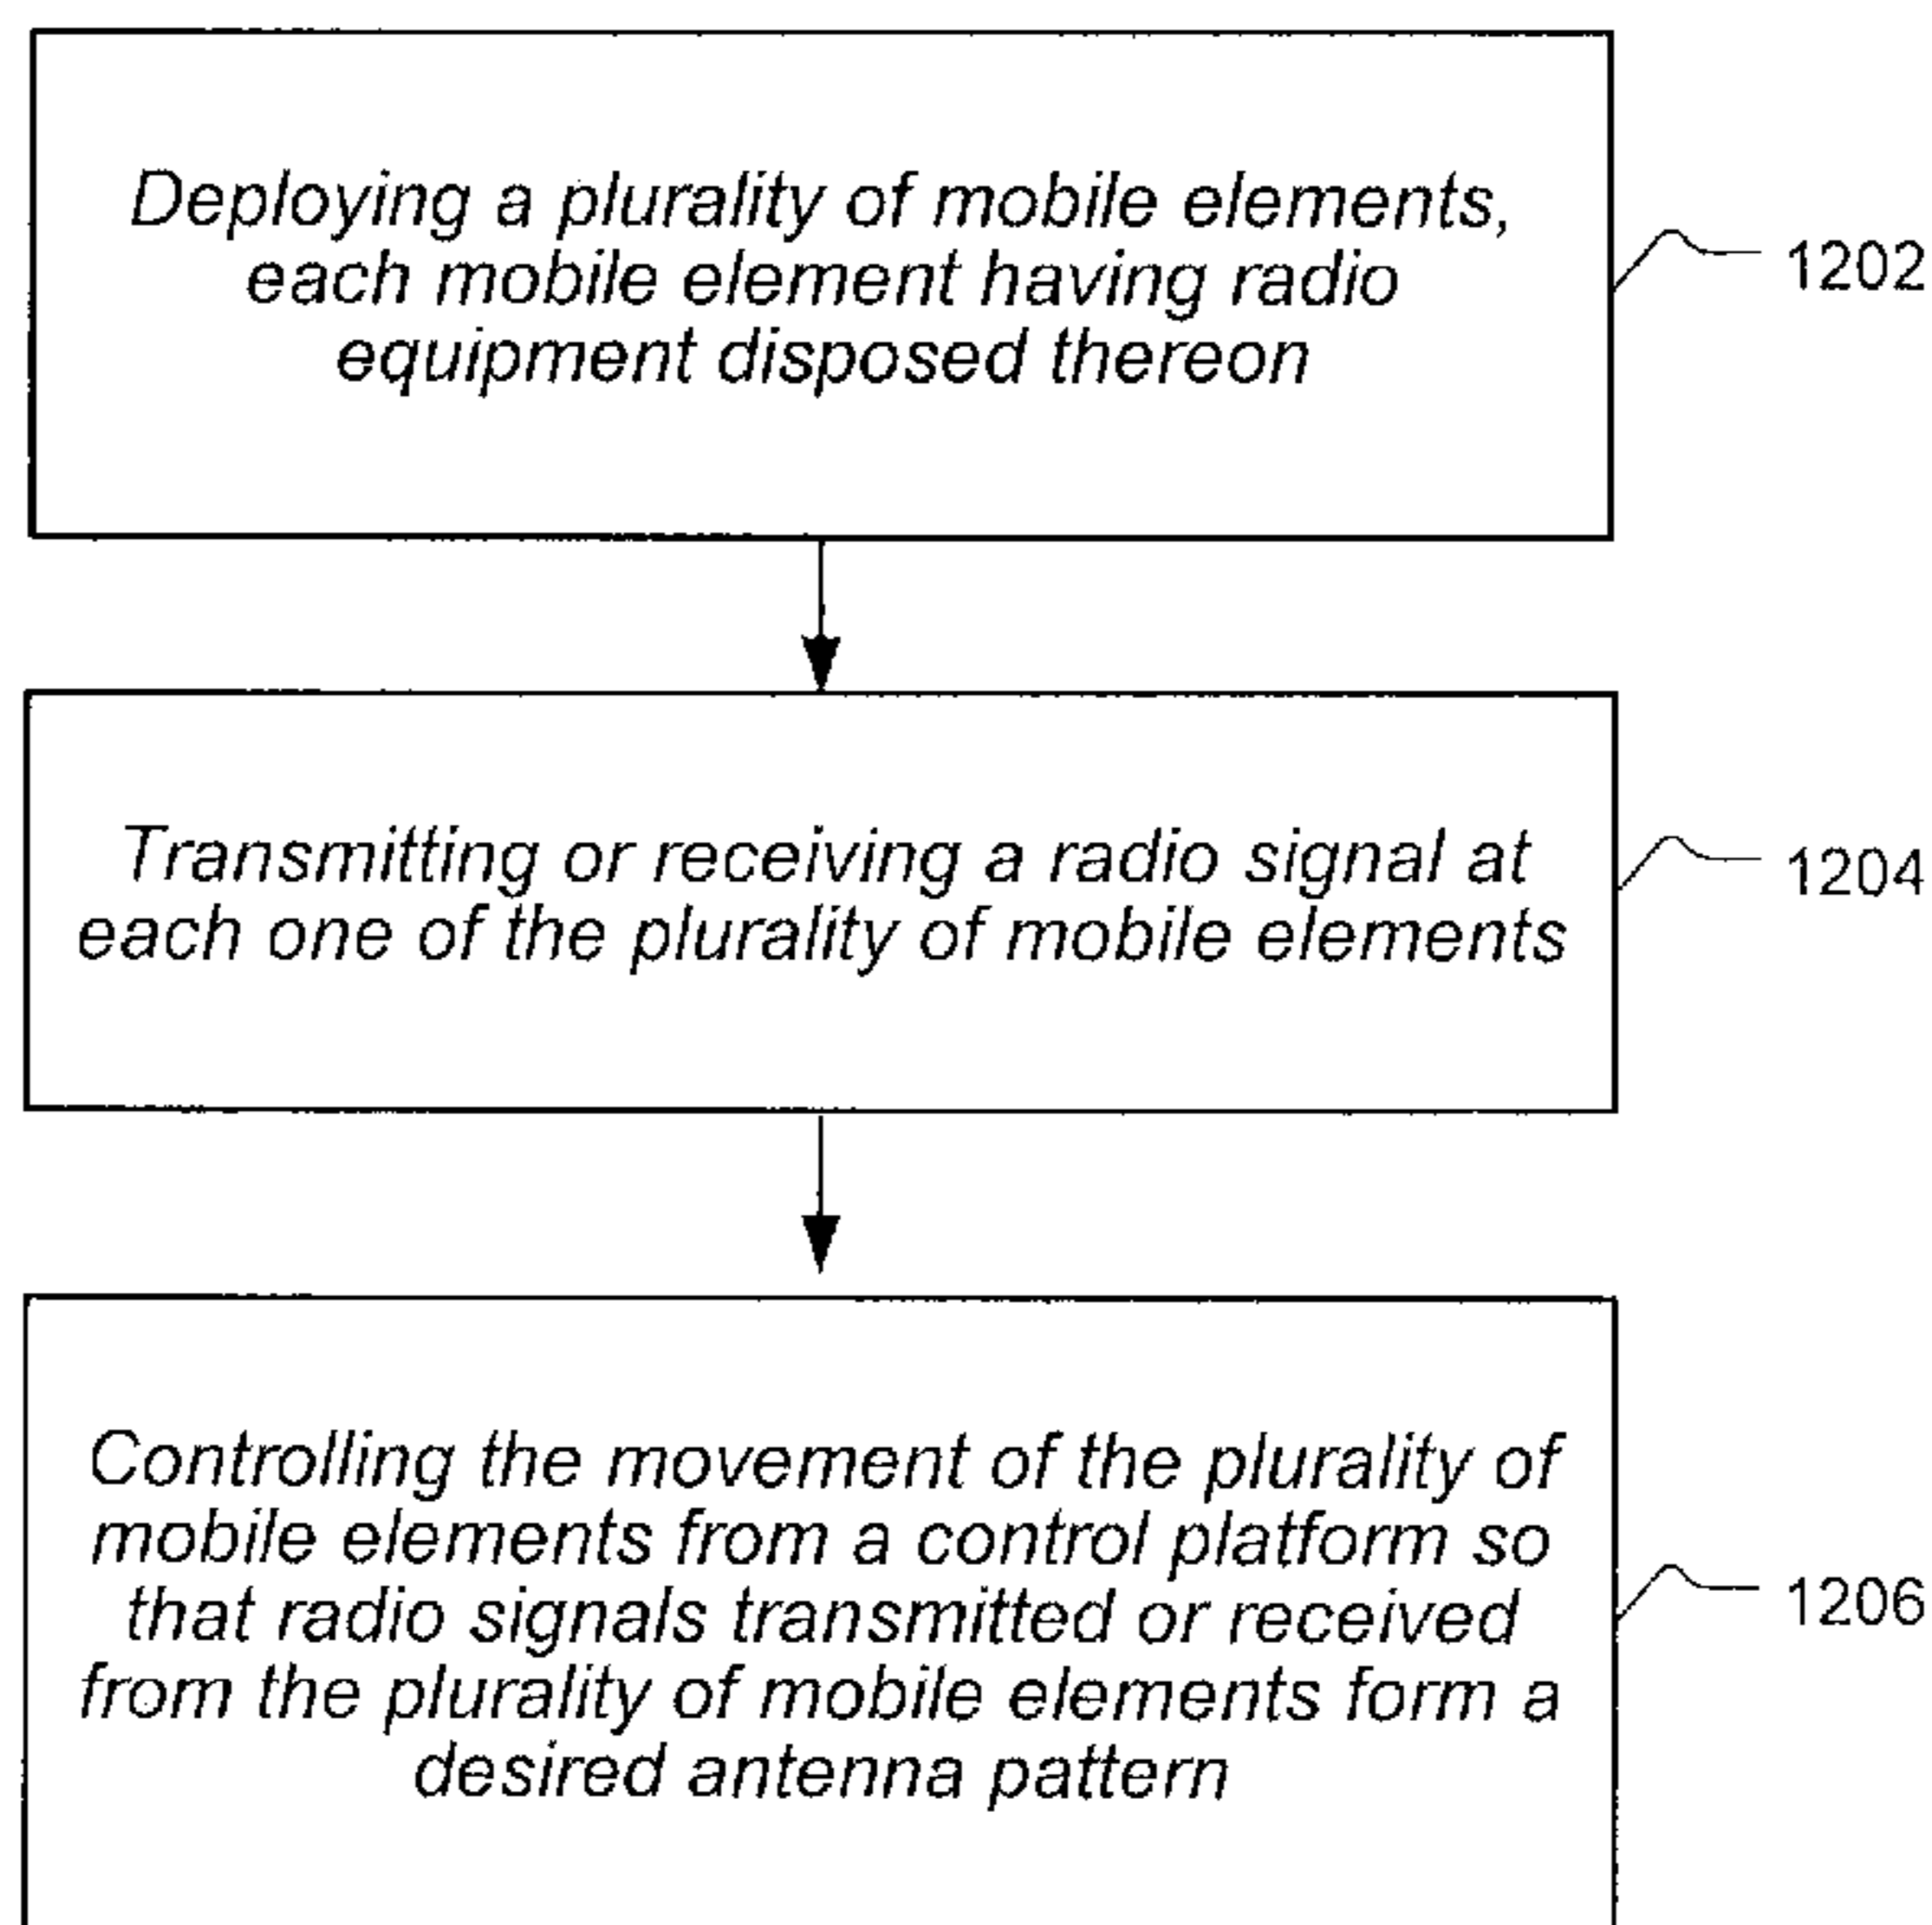 Deploying a plurality of mobile elements,
each mobile element having radio
equipment disposed thereon
1202
Transmitting or receiving a radio signal at
each one of the plurality of mobile elements
1204
Controlling the movement of the plurality of
mobile elements from a control platform so
that radio signals transmitted or received
from the plurality of mobile elements form a
desired antenna pattern
1206